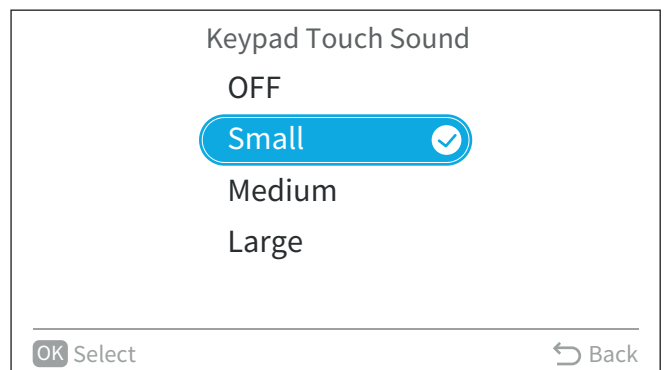 Keypad Touch Sound
OFF
Small
Medium
Large
OK Select
Back